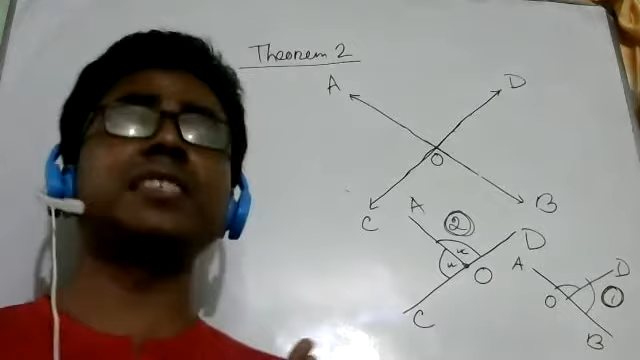 Theorem 2
A D
O
C B
A 2 D
x
x O
C
A D
O 1
B